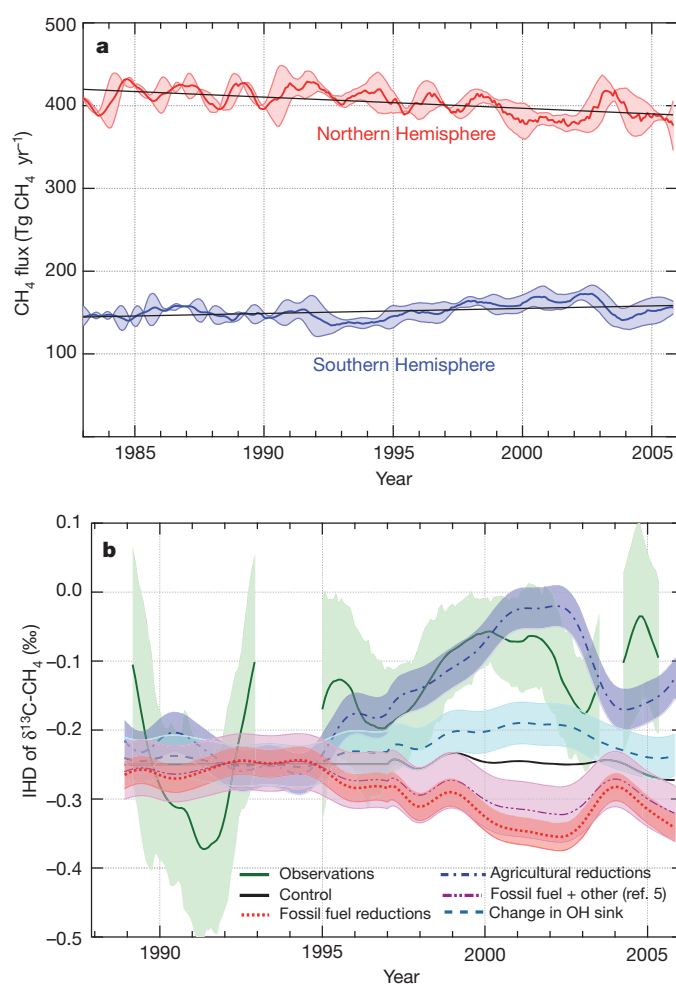 a
500
400
300
200
100
CH₄ flux (Tg CH₄ yr⁻¹)
Northern Hemisphere
Southern Hemisphere
1985 1990 1995 2000 2005
Year
b
0.1
0.0
−0.1
−0.2
−0.3
−0.4
−0.5
IHD of δ¹³C-CH₄ (‰)
Observations
Control
Fossil fuel reductions
Agricultural reductions
Fossil fuel + other (ref. 5)
Change in OH sink
1990 1995 2000 2005
Year